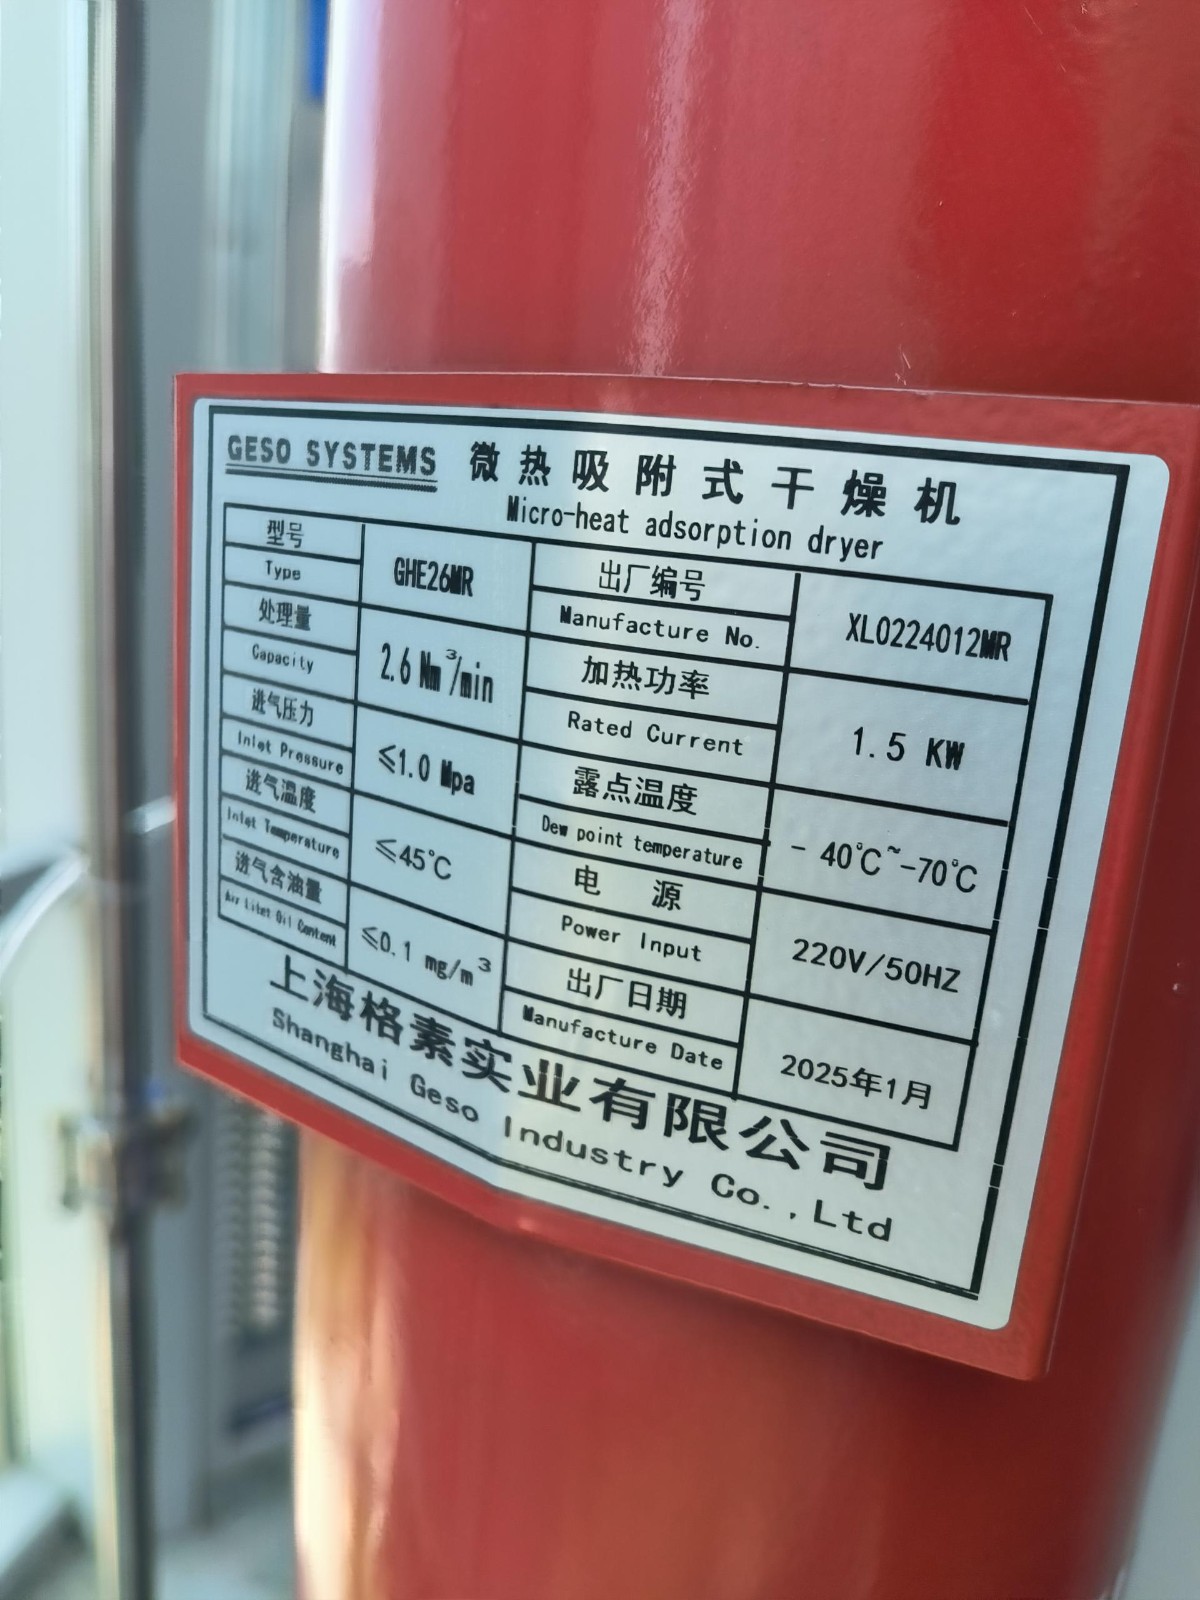 GESO SYSTEMS 微热吸附式干燥机
Micro-heat adsorption dryer
型号
Type
GHE26MR
出厂编号
Manufacture No.
XL0224012MR
处理量
Capacity
2.6 Nm³/min
加热功率
Rated Current
1.5 KW
进气压力
Inlet Pressure
≤1.0 Mpa
露点温度
Dew point temperature
- 40℃~-70℃
进气温度
Inlet Temperature
≤45℃
电 源
Power Input
220V/50HZ
进气含油量
Air Litet Oil Content
≤0.1 mg/m³
出厂日期
Manufacture Date
2025年1月
上海格素实业有限公司
Shanghai Geso Industry Co.,Ltd